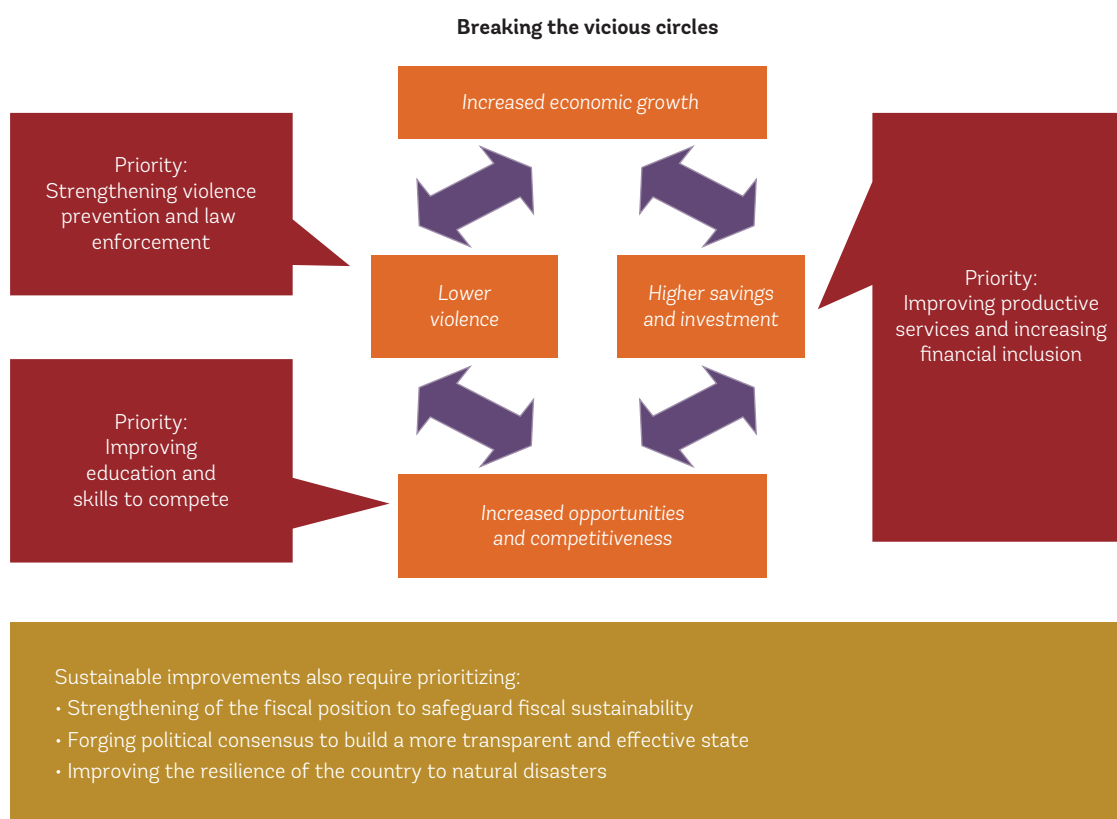 Breaking the vicious circles
Increased economic growth
Priority:
Strengthening violence
prevention and law
enforcement
Lower
violence
Higher savings
and investment
Priority:
Improving productive
services and increasing
financial inclusion
Priority:
Improving
education and
skills to compete
Increased opportunities
and competitiveness
Sustainable improvements also require prioritizing:
• Strengthening of the fiscal position to safeguard fiscal sustainability
• Forging political consensus to build a more transparent and effective state
• Improving the resilience of the country to natural disasters